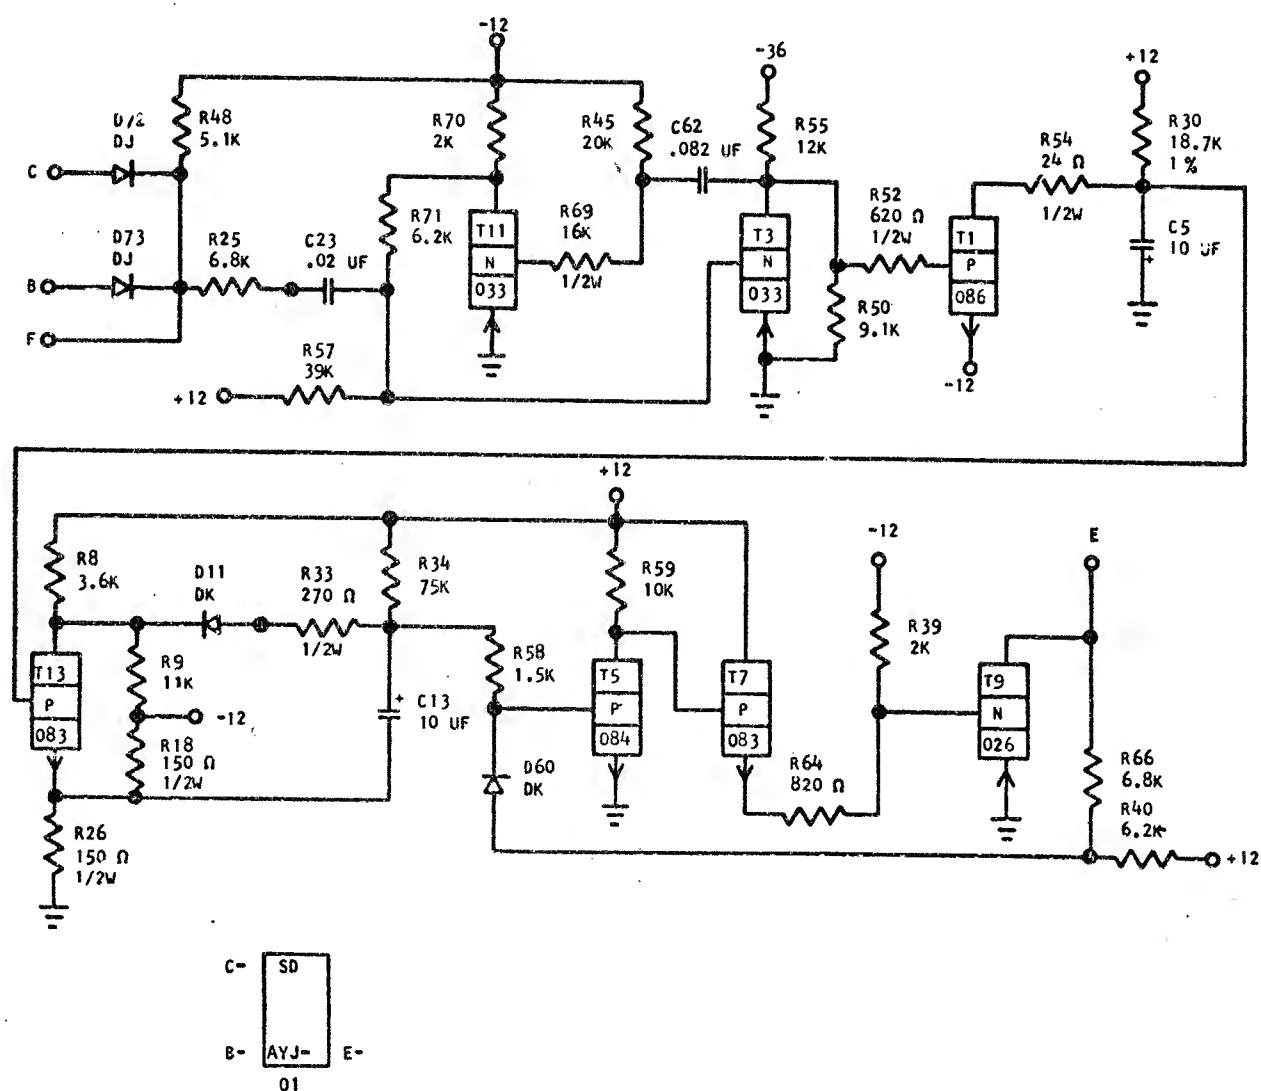 -12
-36
+12
R48
5.1K
R70
2K
R45
20K
C62
.082 UF
R55
12K
R54
24 Ω
1/2W
R30
18.7K
1%
DJ
C
R71
6.2K
T11
N
033
R69
16K
1/2W
T3
N
033
R52
620 Ω
1/2W
T1
P
086
C5
10 UF
+
D73
DJ
B
R25
6.8K
C23
.02 UF
F
R50
9.1K
R57
39K
+12
-12
+12
R8
3.6K
D11
DK
R33
270 Ω
1/2W
R34
75K
R59
10K
-12
E
R39
2K
T13
P
083
R9
11K
-12
R18
150 Ω
1/2W
+
C13
10 UF
R58
1.5K
T5
P
084
T7
P
083
T9
N
026
D60
DK
R64
820 Ω
R66
6.8K
R40
6.2K
+12
R26
150 Ω
1/2W
C-
SD
B-
AYJ-
E-
01